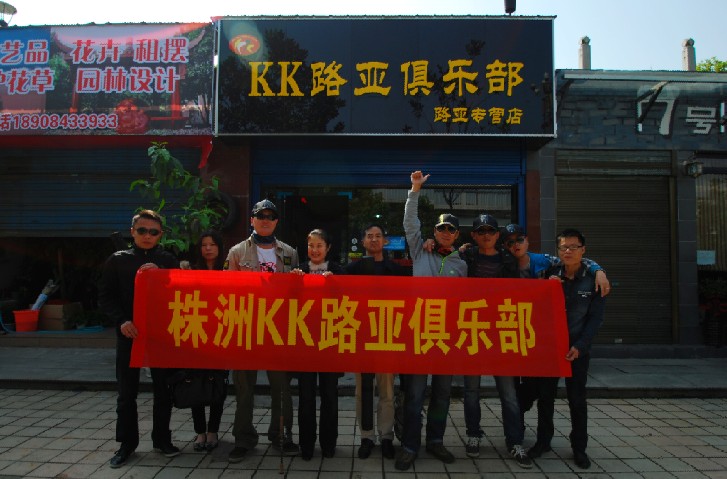 艺品 花卉 租摆
花草 园林设计
话18908433933
KK路亚俱乐部
路亚专营店
7号
株洲KK路亚俱乐部